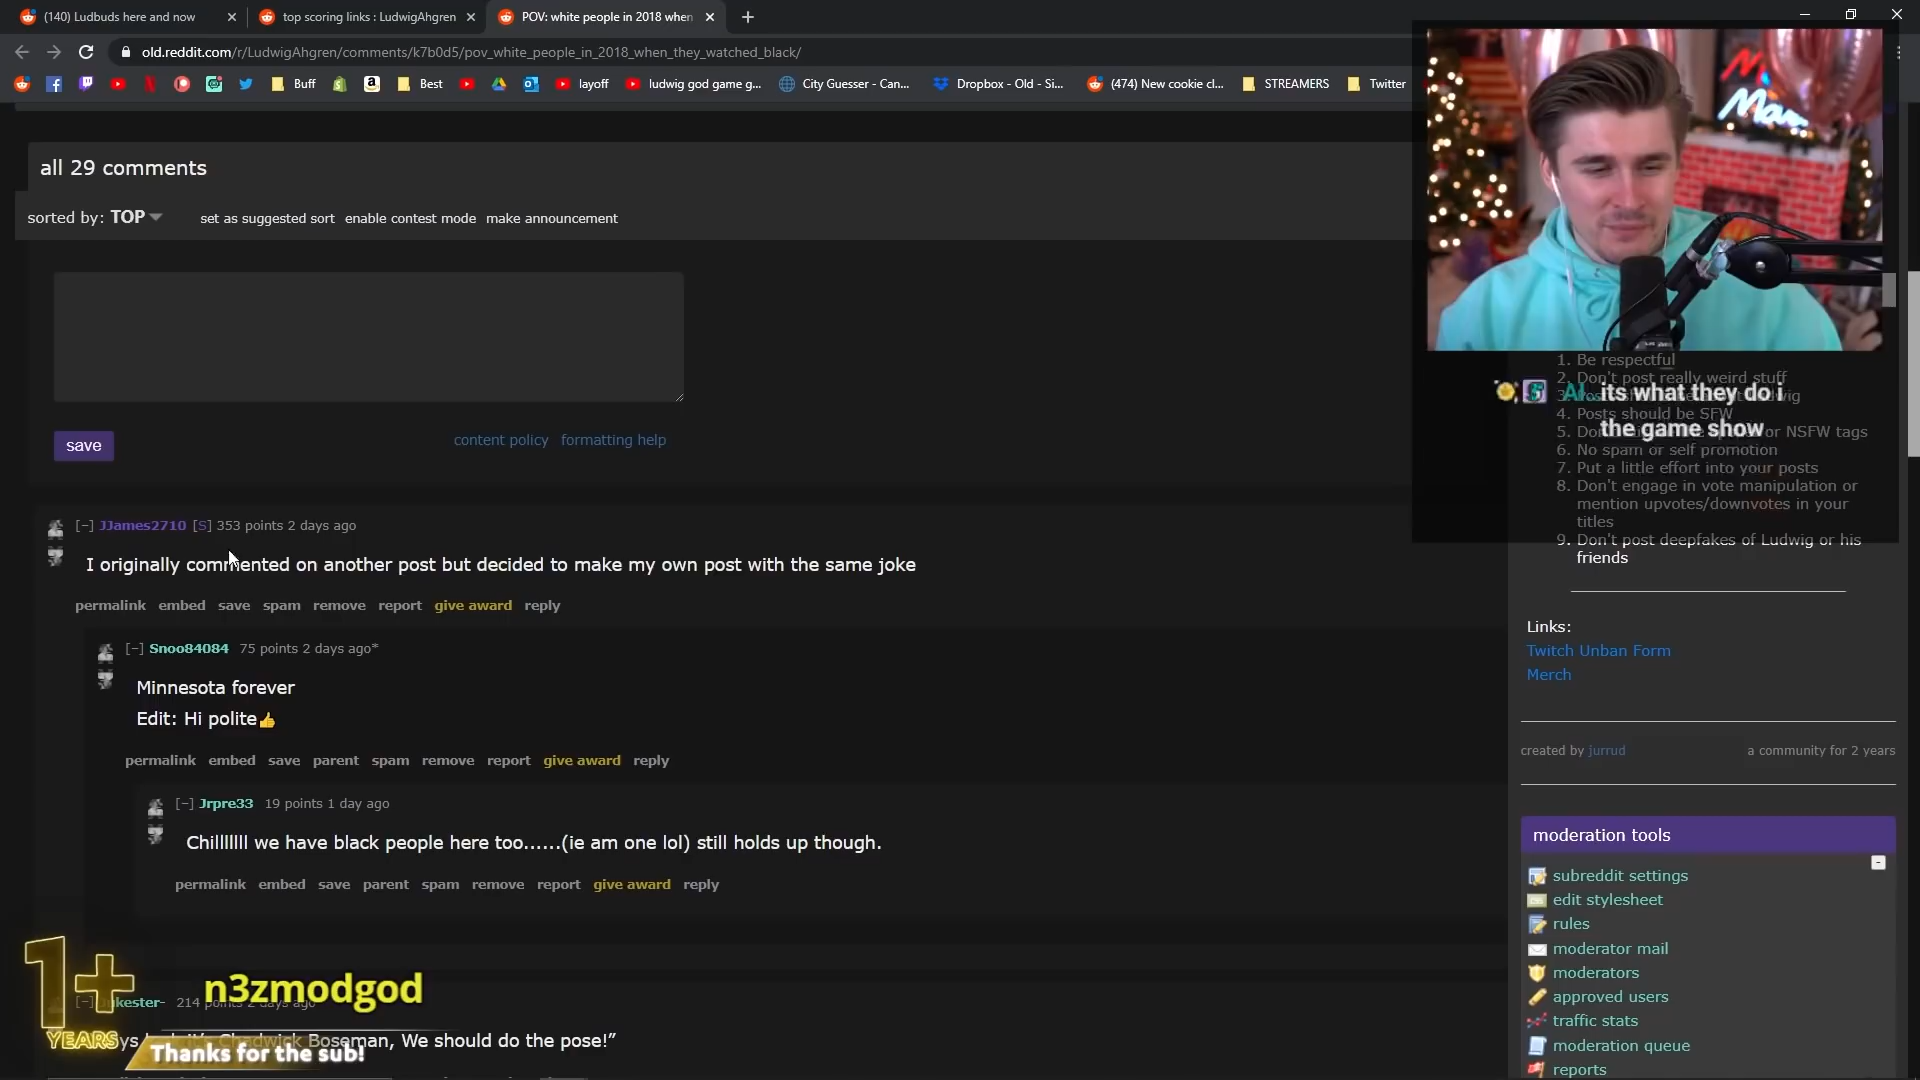 (140) Ludbuds here and now
top scoring links : LudwigAhgren
POV: white people in 2018 when
old.reddit.com/r/LudwigAhgren/comments/k7b0d5/pov_white_people_in_2018_when_they_watched_black/
Buff
Best
layoff
ludwig god game g...
City Guesser - Can...
Dropbox - Old - Si...
(474) New cookie cl...
STREAMERS
Twitter
all 29 comments
sorted by: TOP
set as suggested sort enable contest mode make announcement
save
content policy formatting help
[–] JJames2710 [S] 353 points 2 days ago
I originally commented on another post but decided to make my own post with the same joke
permalink embed save spam remove report give award reply
[–] Snoo84084 75 points 2 days ago*
Minnesota forever
Edit: Hi polite👍
permalink embed save parent spam remove report give award reply
[–] Jrpre33 19 points 1 day ago
Chilllllll we have black people here too......(ie am one lol) still holds up though.
permalink embed save parent spam remove report give award reply
214 points 2 days ago
Chadwick Boseman, We should do the pose!”
1+
YEARS
n3zmodgod
Thanks for the sub!
its what they do i
the game show
1. Be respectful
2. Don't post really weird stuff
4. Posts should be SFW
or NSFW tags
6. No spam or self promotion
7. Put a little effort into your posts
8. Don't engage in vote manipulation or
mention upvotes/downvotes in your
titles
9. Don't post deepfakes of Ludwig or his
friends
Links:
Twitch Unban Form
Merch
created by jurrud
a community for 2 years
moderation tools
subreddit settings
edit stylesheet
rules
moderator mail
moderators
approved users
traffic stats
moderation queue
reports